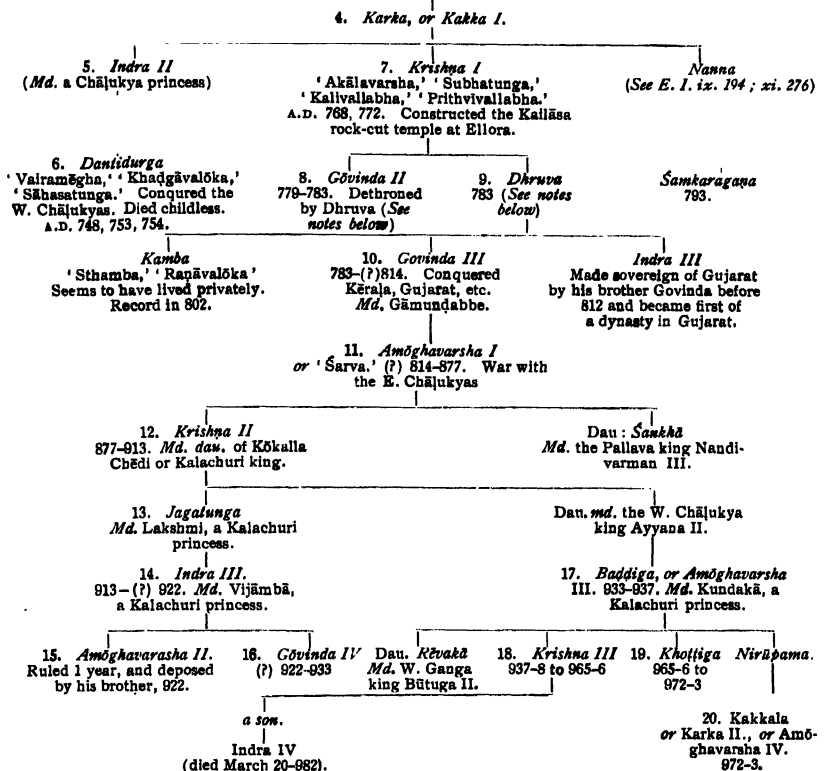 4. Karka, or Kakka I.
5. Indra II
(Md. a Chāḷukya princess)
7. Krishṇa I
'Akālavarsha,' 'Subhatunga,'
'Kalivallabha,' 'Prithvīvallabha.'
A.D. 768, 772. Constructed the Kailāsa
rock-cut temple at Ellora.
Nanna
(See E. I. ix. 194 ; xi. 276)
6. Dantidurga
'Vairamēgha,' 'Khaḍgāvalōka,'
'Sāhasatunga.' Conqured the
W. Chāḷukyas. Died childless.
A.D. 748, 753, 754.
8. Gōvinda II
779–783. Dethroned
by Dhruva (See
notes below)
9. Dhruva
783 (See notes
below)
Śamkaragaṇa
793.
Kamba
'Sthamba,' 'Raṇāvalōka'
Seems to have lived privately.
Record in 802.
10. Govinda III
783–(?)814. Conquered
Kēraḷa, Gujarat, etc.
Md. Gāmuṇḍabbe.
Indra III
Made sovereign of Gujarat
by his brother Govinda before
812 and became first of
a dynasty in Gujarat.
11. Amōghavarsha I
or 'Śarva.' (?) 814–877. War with
the E. Chāḷukyas
12. Krishṇa II
877–913. Md. dau. of Kōkalla
Chēdi or Kalachuri king.
Dau : Śankhā
Md. the Pallava king Nandi-
varman III.
13. Jagatunga
Md. Lakshmi, a Kalachuri
princess.
Dau. md. the W. Chāḷukya
king Ayyana II.
14. Indra III.
913–(?) 922. Md. Vijāmbā,
a Kalachuri princess.
17. Baḍḍiga, or Amōghavarsha
III. 933–937. Md. Kundakā, a
Kalachuri princess.
15. Amōghavarasha II.
Ruled 1 year, and deposed
by his brother, 922.
16. Gōvinda IV
(?) 922–933
Dau. Rēvakā
Md. W. Ganga
king Būtuga II.
18. Krishna III
937–8 to 965–6
19. Khoṭṭiga
965–6 to
972–3
Nirūpama.
a son.
Indra IV
(died March 20–982).
20. Kakkala
or Karka II., or Amō-
ghavarsha IV.
972–3.